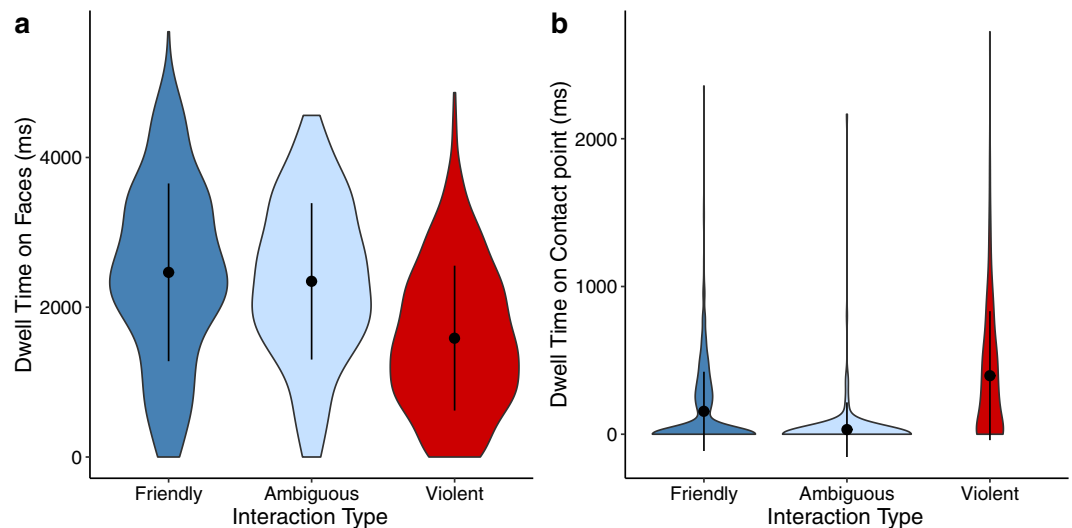 a
Dwell Time on Faces (ms)
4000
2000
0
Friendly Ambiguous Violent
Interaction Type
b
Dwell Time on Contact point (ms)
2000
1000
0
Friendly Ambiguous Violent
Interaction Type